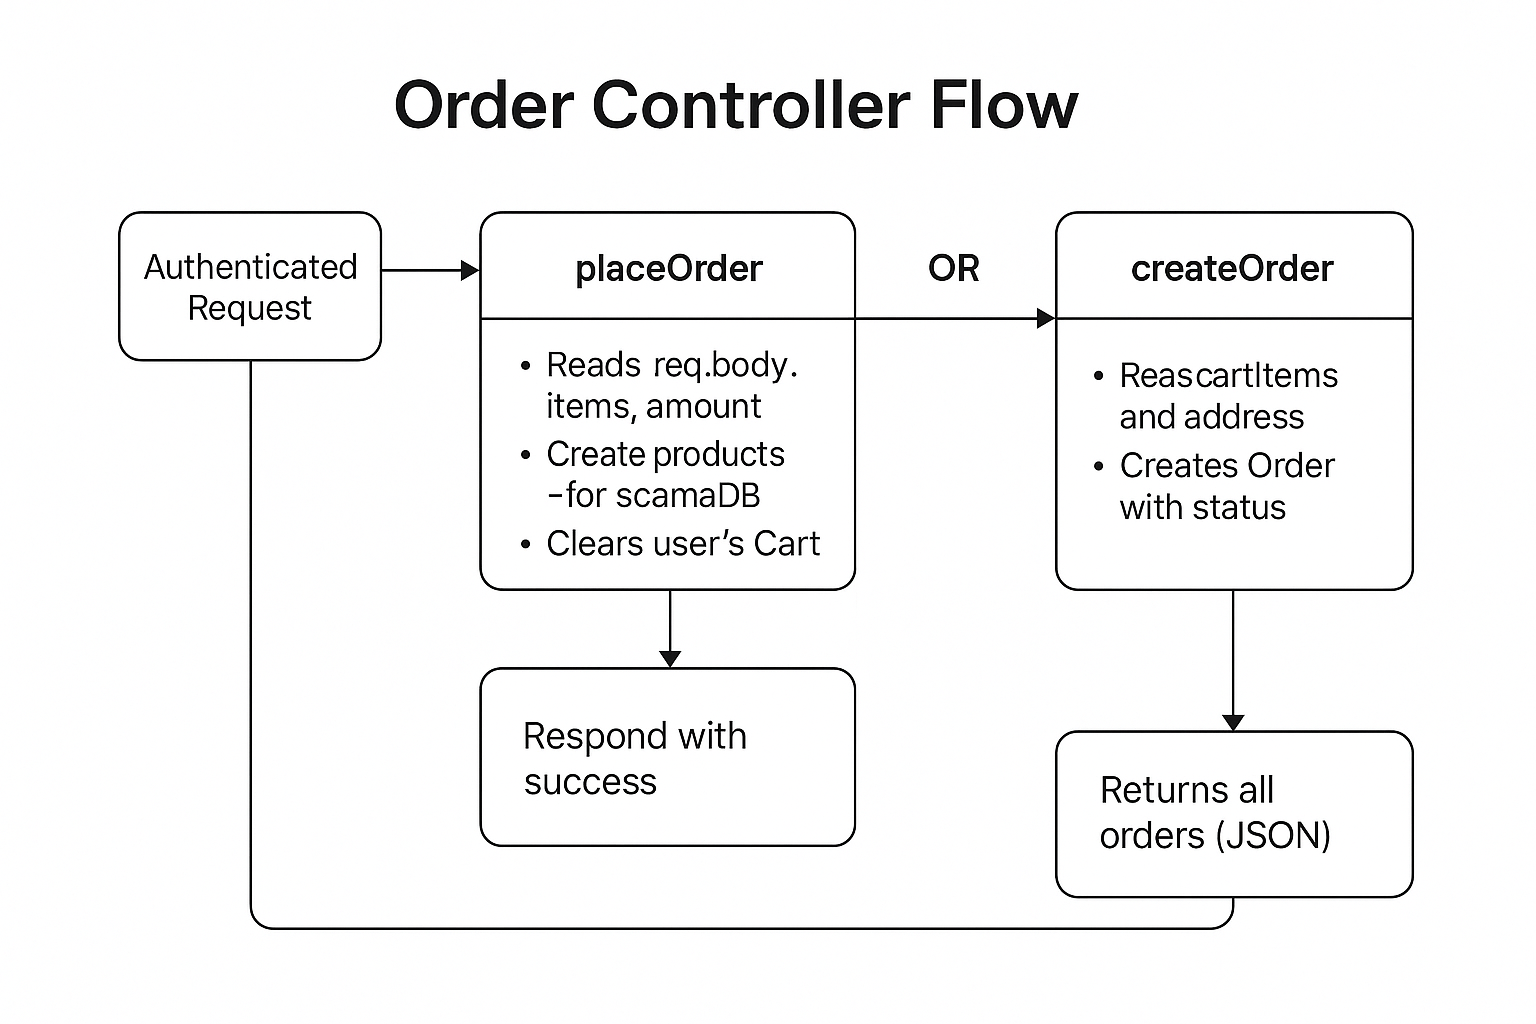 Order Controller Flow
Authenticated
Request
placeOrder
• Reads req.body.
items, amount
• Create products
–for scamaDB
• Clears user’s Cart
OR
createOrder
• ReascartItems
and address
• Creates Order
with status
Respond with
success
Returns all
orders (JSON)